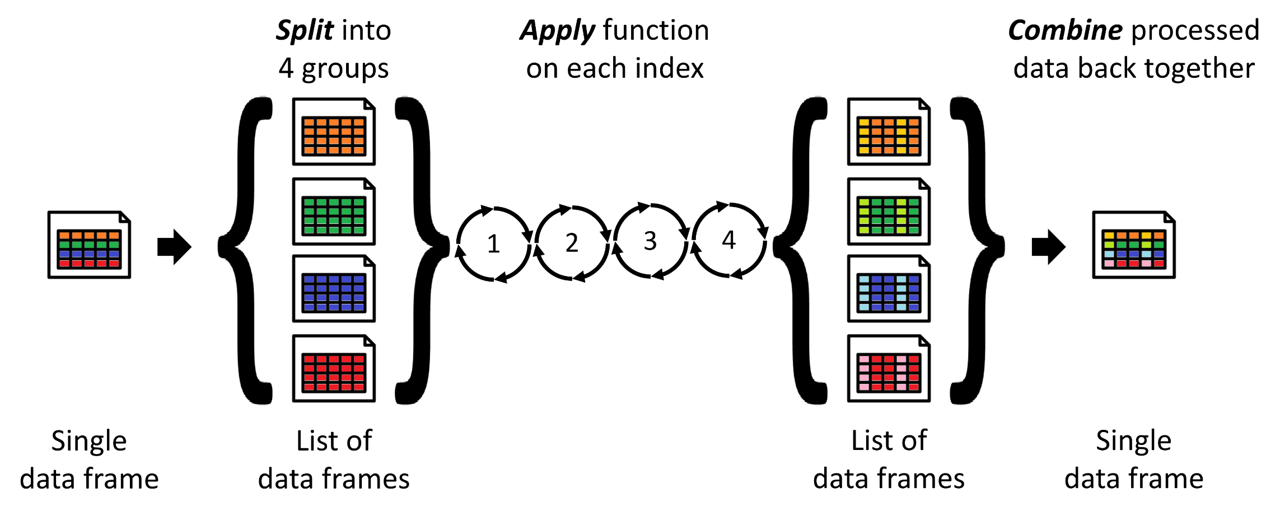 Split into
4 groups
Apply function
on each index
Combine processed
data back together
1
2
3
4
Single
data frame
List of
data frames
List of
data frames
Single
data frame